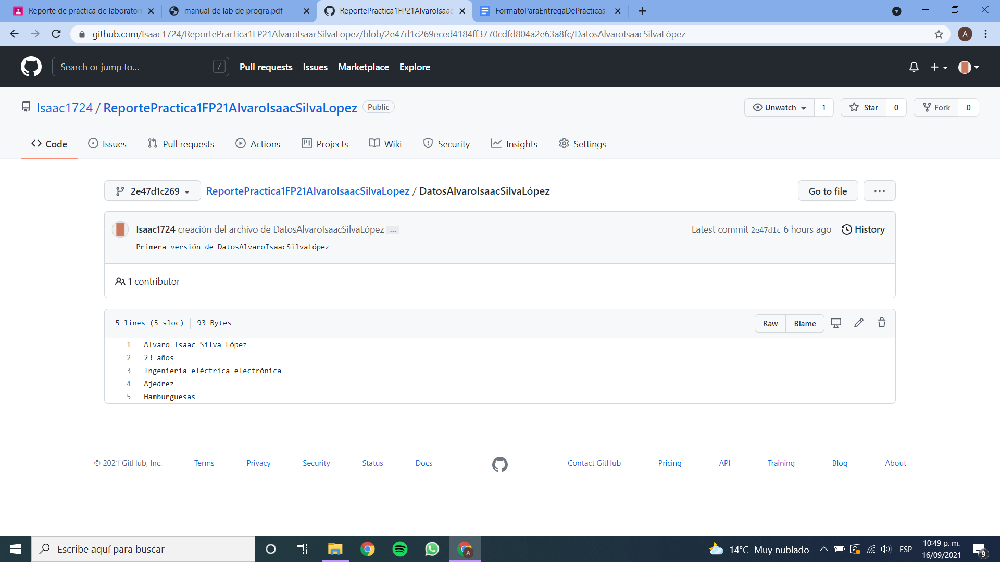 Reporte de práctica de laboratori
manual de lab de progra.pdf
ReportePractica1FP21AlvaroIsaac
FormatoParaEntregaDePrácticas
github.com/Isaac1724/ReportePractica1FP21AlvaroIsaacSilvaLopez/blob/2e47d1c269eced4184ff3770cdfd804a2e63a8fc/DatosAlvaroIsaacSilvaLópez
A
Search or jump to... /
Pull requests Issues Marketplace Explore
Isaac1724 / ReportePractica1FP21AlvaroIsaacSilvaLopez Public
Unwatch 1 Star 0 Fork 0
Code Issues Pull requests Actions Projects Wiki Security Insights Settings
2e47d1c269 ReportePractica1FP21AlvaroIsaacSilvaLopez / DatosAlvaroIsaacSilvaLópez Go to file ...
Isaac1724 creación del archivo de DatosAlvaroIsaacSilvaLópez ... Latest commit 2e47d1c 6 hours ago History
Primera versión de DatosAlvaroIsaacSilvaLópez
1 contributor
5 lines (5 sloc) 93 Bytes Raw Blame
1 Alvaro Isaac Silva López
2 23 años
3 Ingeniería eléctrica electrónica
4 Ajedrez
5 Hamburguesas
© 2021 GitHub, Inc. Terms Privacy Security Status Docs Contact GitHub Pricing API Training Blog About
Escribe aquí para buscar
A
14°C Muy nublado
ESP
10:49 p. m.
16/09/2021
9